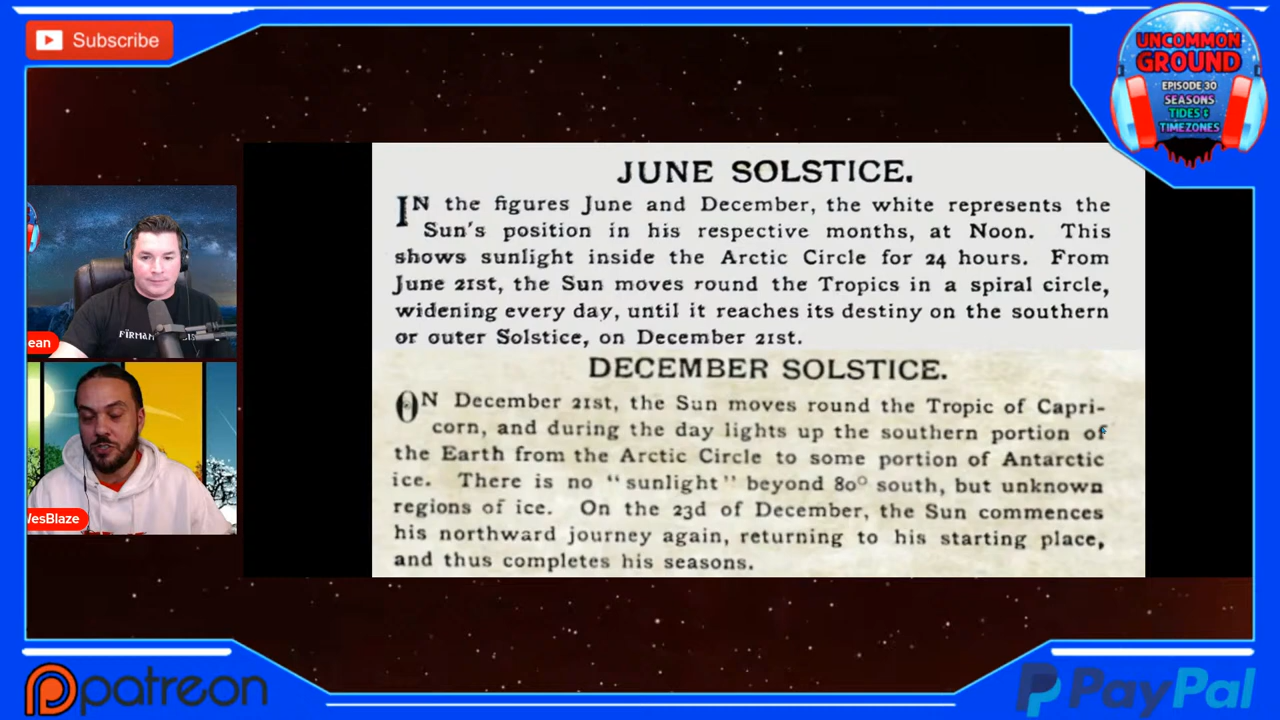 Subscribe
UNCOMMON
GROUND
EPISODE 30
SEASONS
TIDES &
TIMEZONES
JUNE SOLSTICE.
IN the figures June and December, the white represents the
Sun's position in his respective months, at Noon. This
shows sunlight inside the Arctic Circle for 24 hours. From
June 21st, the Sun moves round the Tropics in a spiral circle,
widening every day, until it reaches its destiny on the southern
or outer Solstice, on December 21st.
DECEMBER SOLSTICE.
ON December 21st, the Sun moves round the Tropic of Capri-
corn, and during the day lights up the southern portion of
the Earth from the Arctic Circle to some portion of Antarctic
ice. There is no "sunlight" beyond 80° south, but unknown
regions of ice. On the 23d of December, the Sun commences
his northward journey again, returning to his starting place,
and thus completes his seasons.
ean
WesBlaze
patreon
PayPal